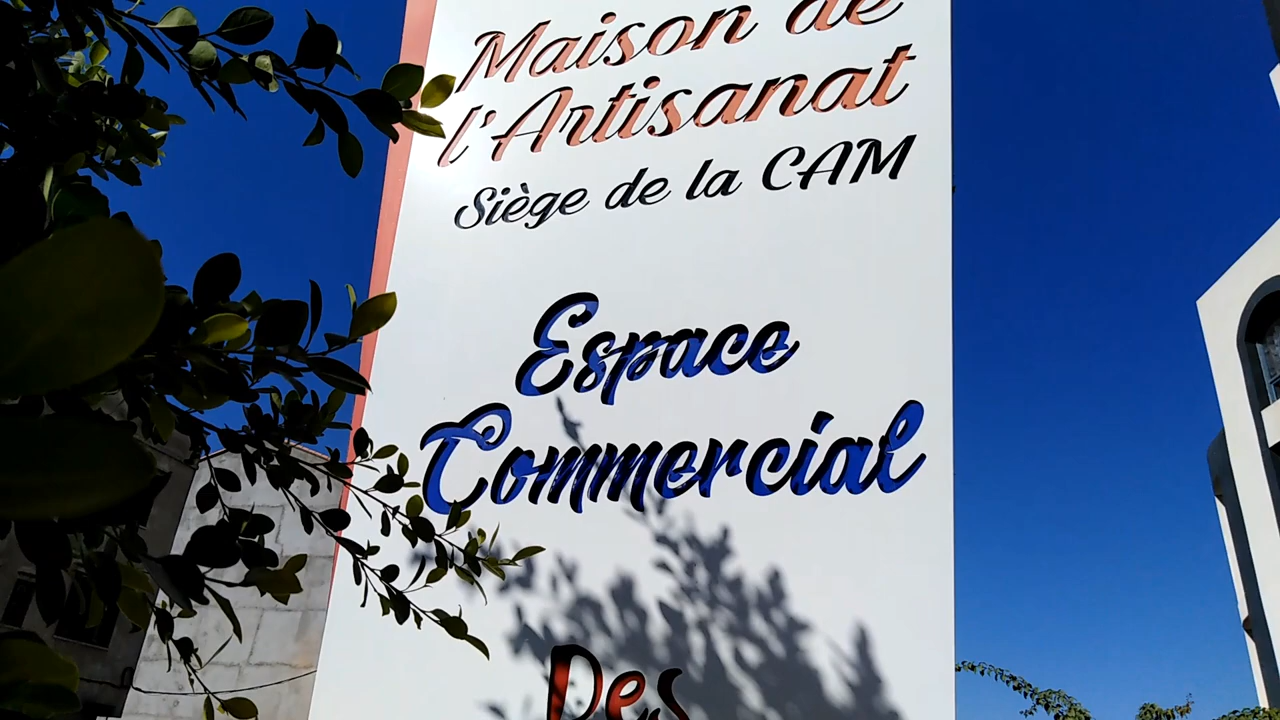 Maison de
l'Artisanat
Siège de la CAM
Espace
Commercial
Des